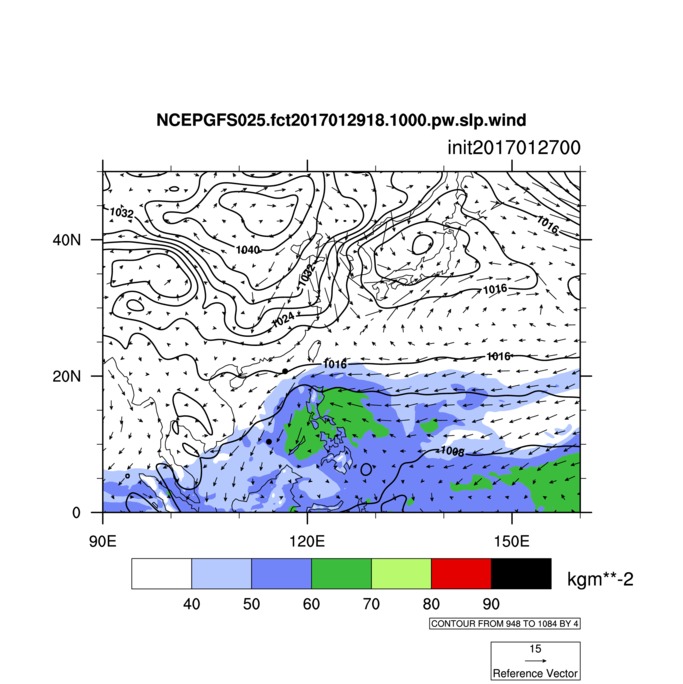 NCEPGFS025.fct2017012918.1000.pw.slp.wind
init2017012700
1032
1016
40N
1040
1032
1016
1024
1016
1016
20N
1008
0
90E 120E 150E
kgm**-2
40 50 60 70 80 90
CONTOUR FROM 948 TO 1084 BY 4
15
Reference Vector